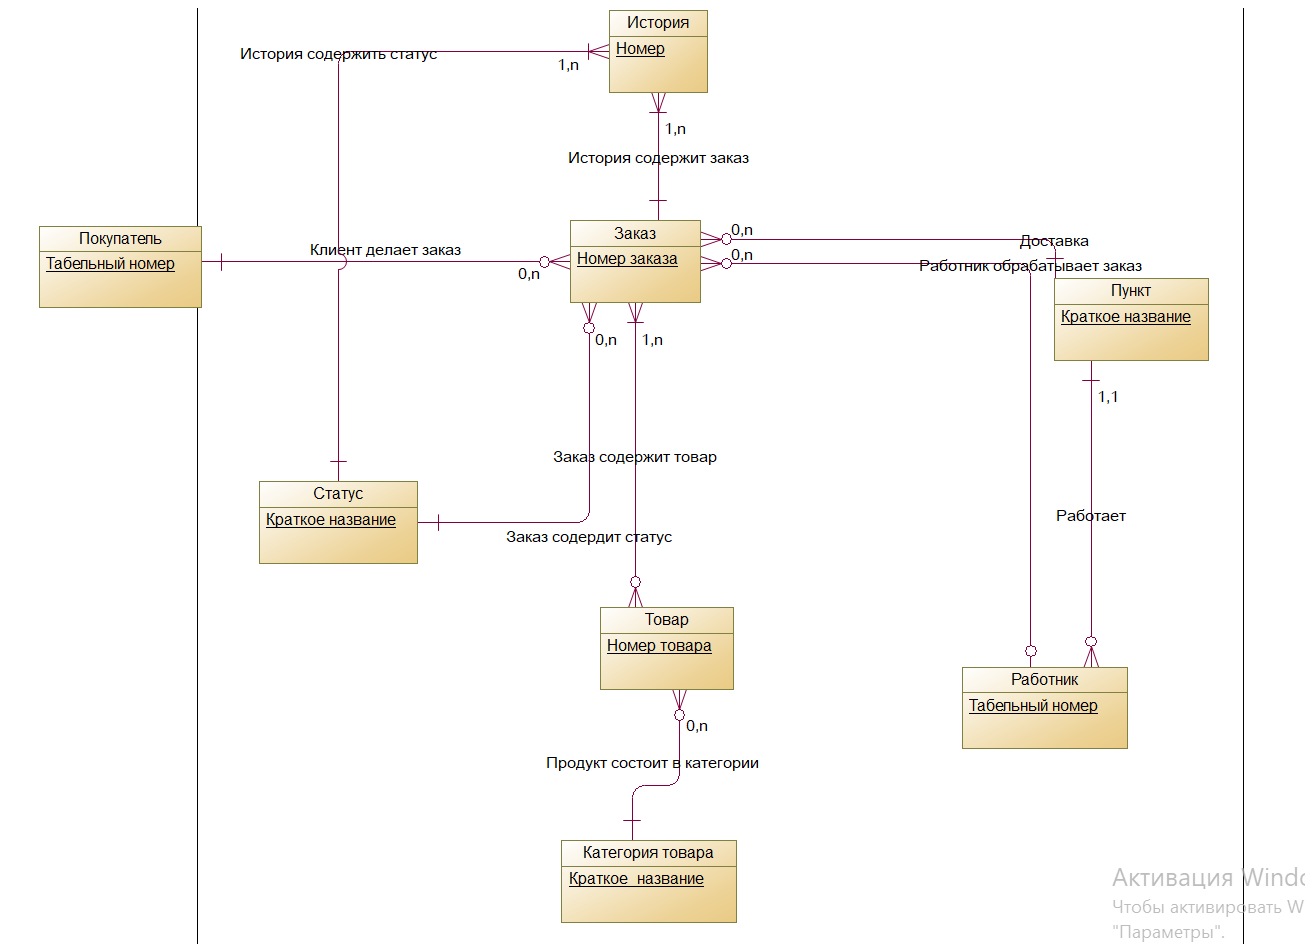 История
Номер
История содержить статус
1,n
1,n
История содержит заказ
Заказ
Номер заказа
0,n
0,n
Доставка
Работник обрабатывает заказ
Покупатель
Табельный номер
Клиент делает заказ
0,n
Пункт
Краткое название
0,n
1,n
1,1
Заказ содержит товар
Статус
Краткое название
Работает
Заказ содердит статус
Товар
Номер товара
Работник
Табельный номер
0,n
Продукт состоит в категории
Категория товара
Краткое_название
Активация Windo
Чтобы активировать W
"Параметры".